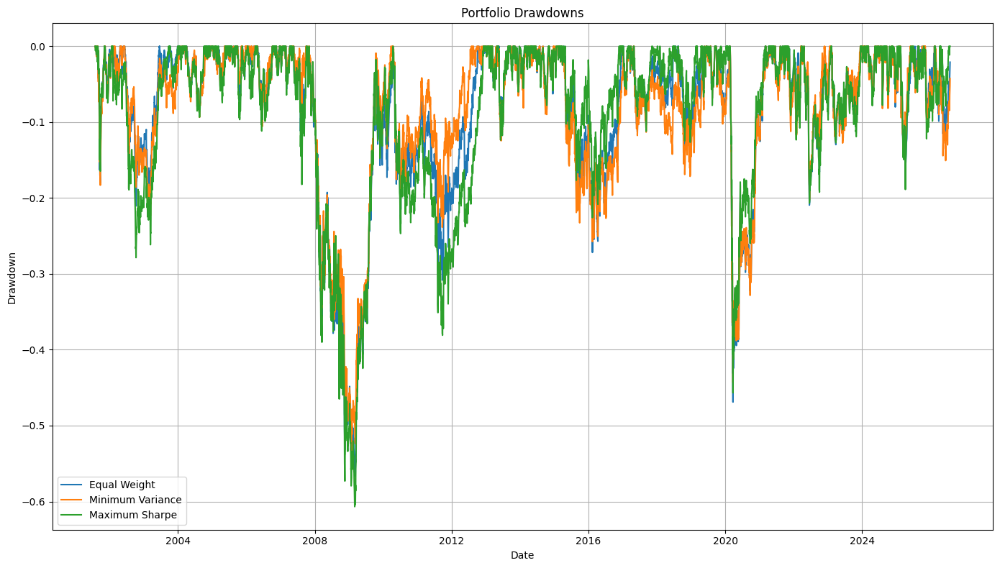 Portfolio Drawdowns
Drawdown
0.0
−0.1
−0.2
−0.3
−0.4
−0.5
−0.6
Equal Weight
Minimum Variance
Maximum Sharpe
2004
2008
2012
2016
2020
2024
Date